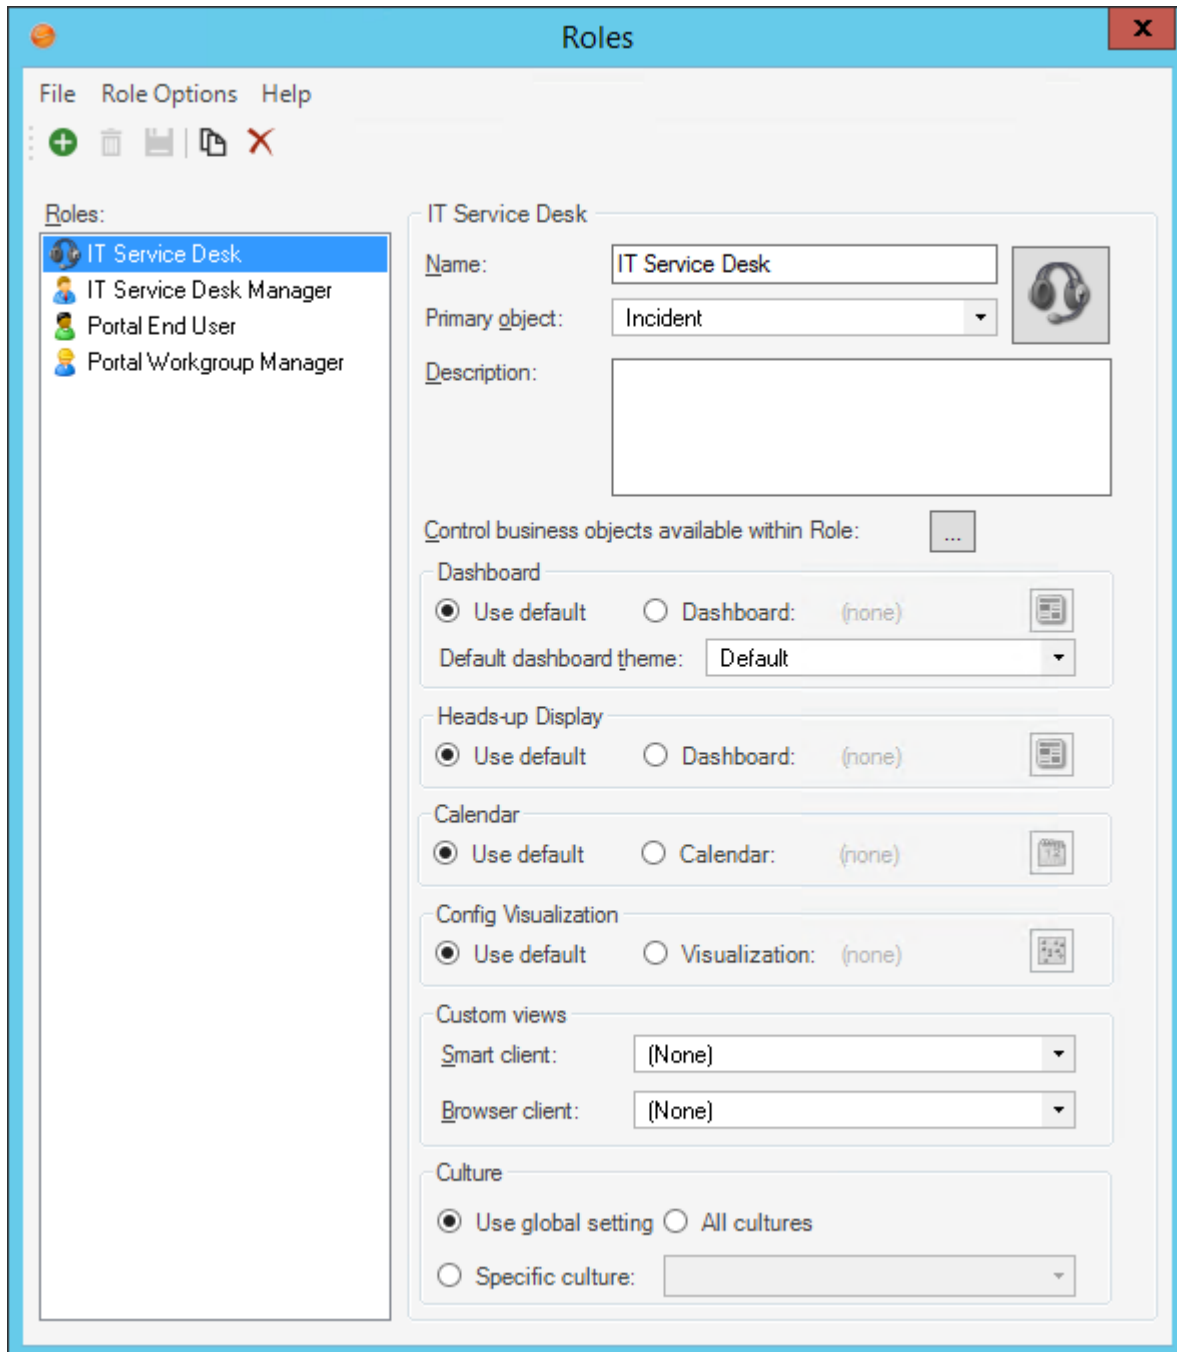 Roles
x
File Role Options Help
Roles:
IT Service Desk
IT Service Desk Manager
Portal End User
Portal Workgroup Manager
IT Service Desk
Name: IT Service Desk
Primary object: Incident
Description:
Control business objects available within Role: ...
Dashboard
Use default Dashboard: (none)
Default dashboard theme: Default
Heads-up Display
Use default Dashboard: (none)
Calendar
Use default Calendar: (none) 12
Config Visualization
Use default Visualization: (none)
Custom views
Smart client: (None)
Browser client: (None)
Culture
Use global setting All cultures
Specific culture: